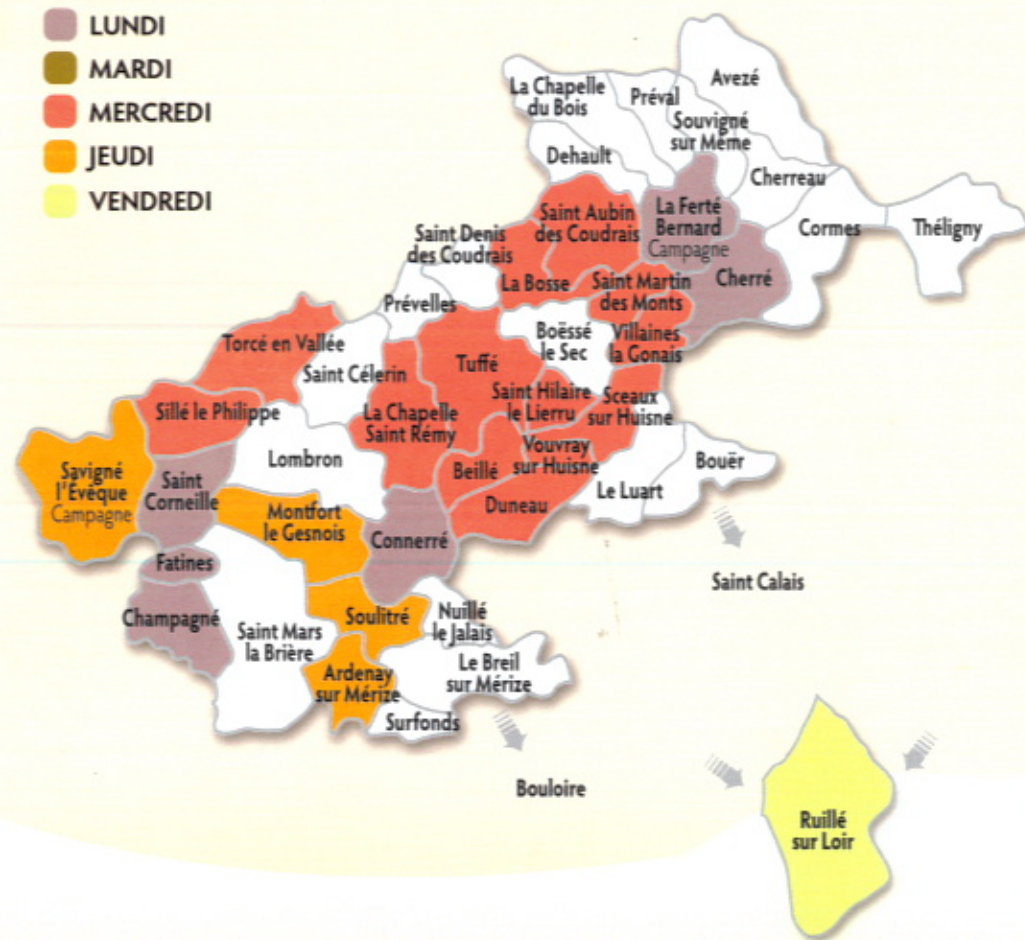 LUNDI
MARDI
MERCREDI
JEUDI
VENDREDI
Avezé
La Chapelle
du Bois
Préval
Souvigné
sur Même
Dehault
Cherreau
Saint Aubin
des Coudrais
La Ferté
Bernard
Campagne
Cormes
Théligny
Saint Denis
des Coudrais
La Bosse
Saint Martin
des Monts
Cherré
Prévelles
Boëssé
le Sec
Villaines
la Gonais
Torcé en Vallée
Saint Célerin
Tuffé
Saint Hilaire
le Lierru
Sceaux
sur Huisne
Sillé le Philippe
La Chapelle
Saint Rémy
Vouvray
sur Huisne
Lombron
Beillé
Bouër
Savigné
l'Évêque
Campagne
Saint
Corneille
Le Luart
Duneau
Montfort
le Gesnois
Connerré
Fatines
Saint Calais
Champagné
Soulitré
Nuillé
le Jalais
Saint Mars
la Brière
Le Breil
sur Mérize
Ardenay
sur Mérize
Surfonds
Bouloire
Ruillé
sur Loir